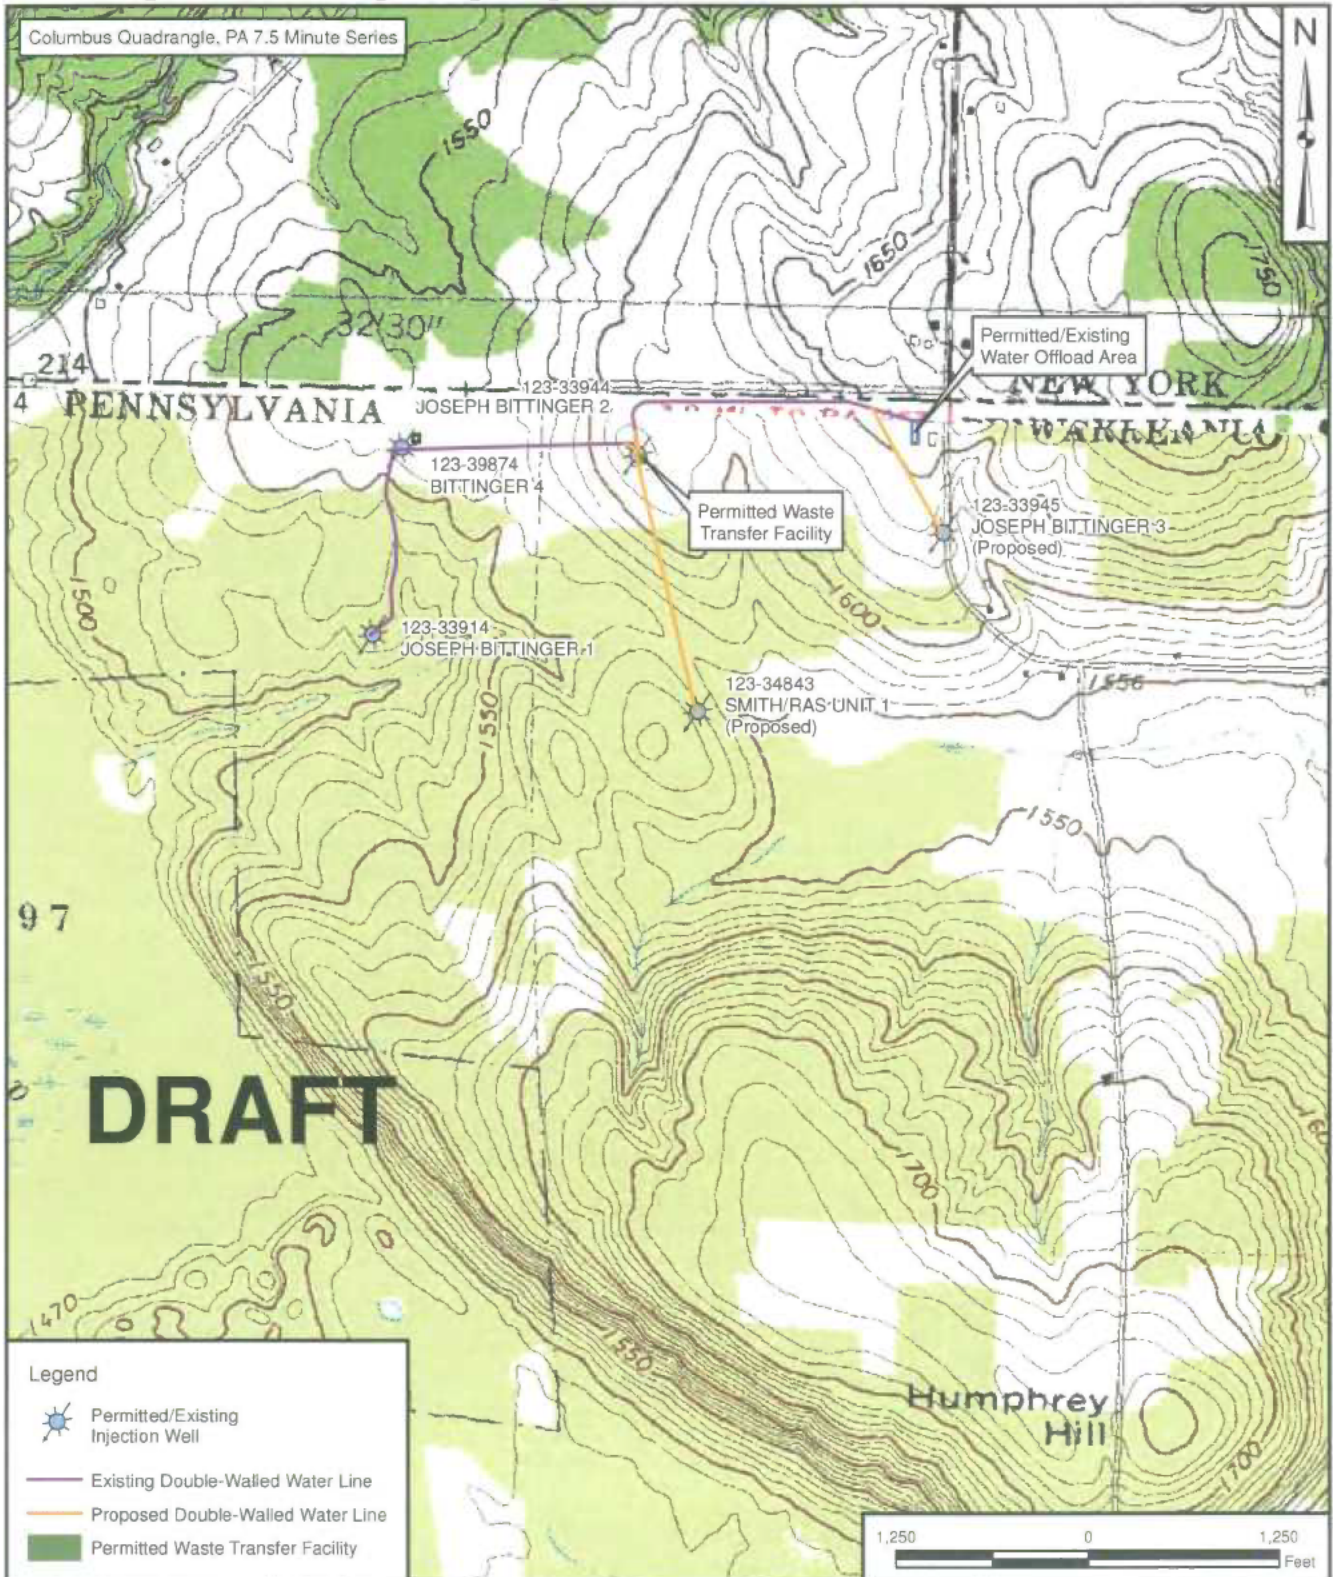 Columbus Quadrangle, PA 7.5 Minute Series
N
1550
1650
1750
32'30"
Permitted/Existing
Water Offload Area
214
4
NEW YORK
PENNSYLVANIA
123-33944
JOSEPH BITTINGER 2
123-39874
BITTINGER 4
Permitted Waste
Transfer Facility
123-33945
JOSEPH BITTINGER 3
(Proposed)
1500
1600
123-33914
JOSEPH BITTINGER 1
1556
123-34843
SMITH/RAS UNIT 1
(Proposed)
1550
1550
97
1550
DRAFT
1700
1470
1550
Humphrey
Hill
1700
Legend
Permitted/Existing
Injection Well
Existing Double-Walled Water Line
Proposed Double-Walled Water Line
Permitted Waste Transfer Facility
1,250
0
1,250
Feet